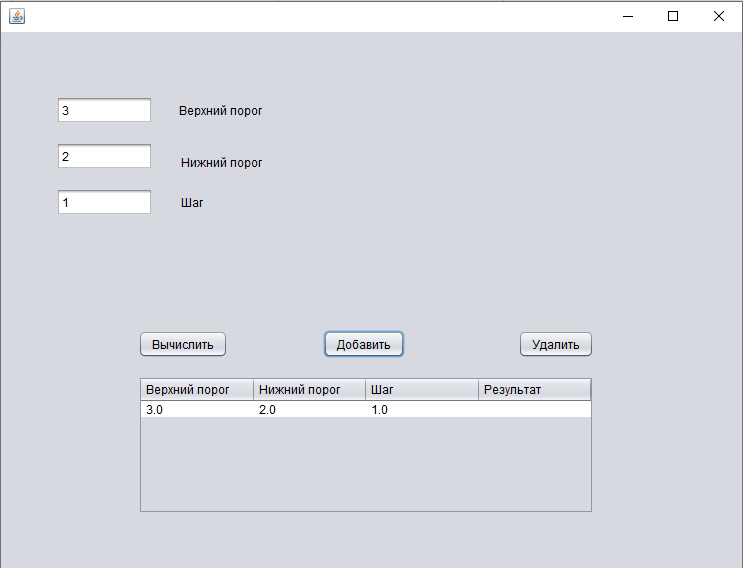 3 Верхний порог
2 Нижний порог
1 Шаг
Вычислить Добавить Удалить
Верхний порог Нижний порог Шаг Результат
3.0 2.0 1.0